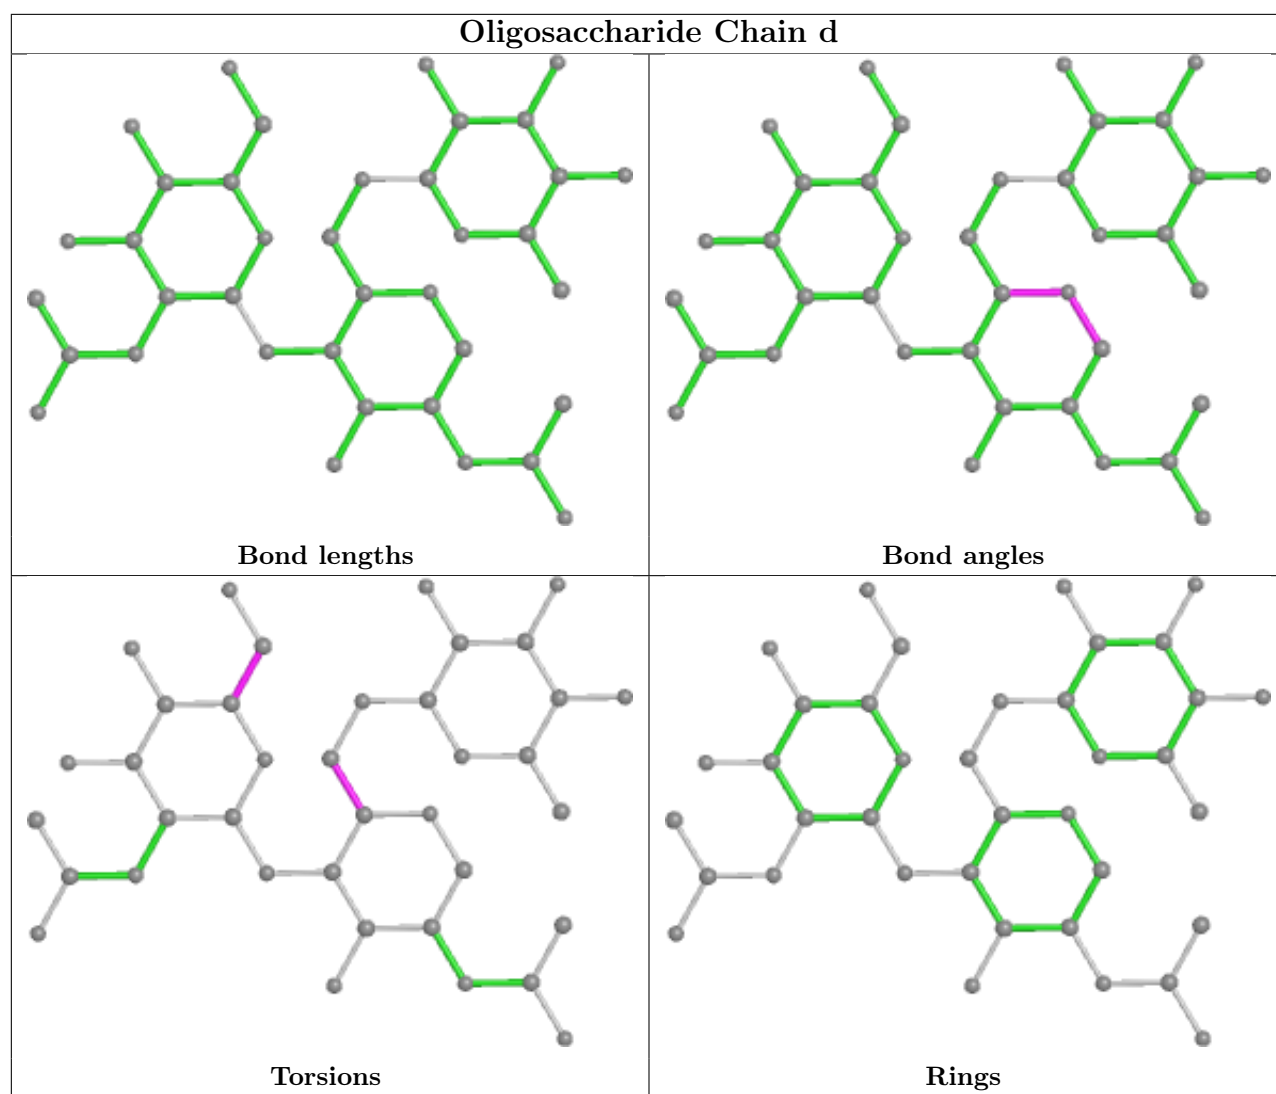 Oligosaccharide Chain d
Bond lengths
Bond angles
Torsions
Rings